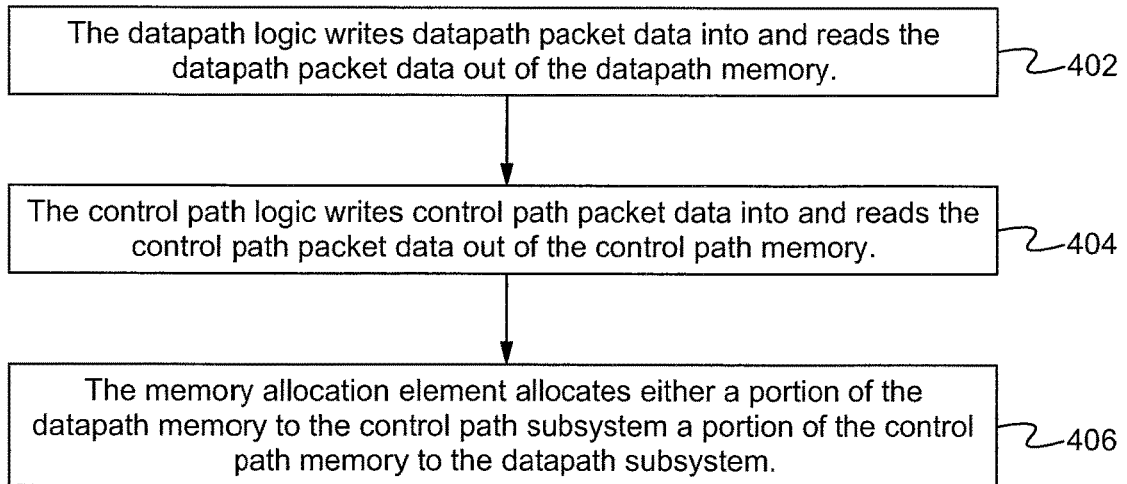 The datapath logic writes datapath packet data into and reads the
datapath packet data out of the datapath memory.
402
The control path logic writes control path packet data into and reads the
control path packet data out of the control path memory.
404
The memory allocation element allocates either a portion of the
datapath memory to the control path subsystem a portion of the control
path memory to the datapath subsystem.
406